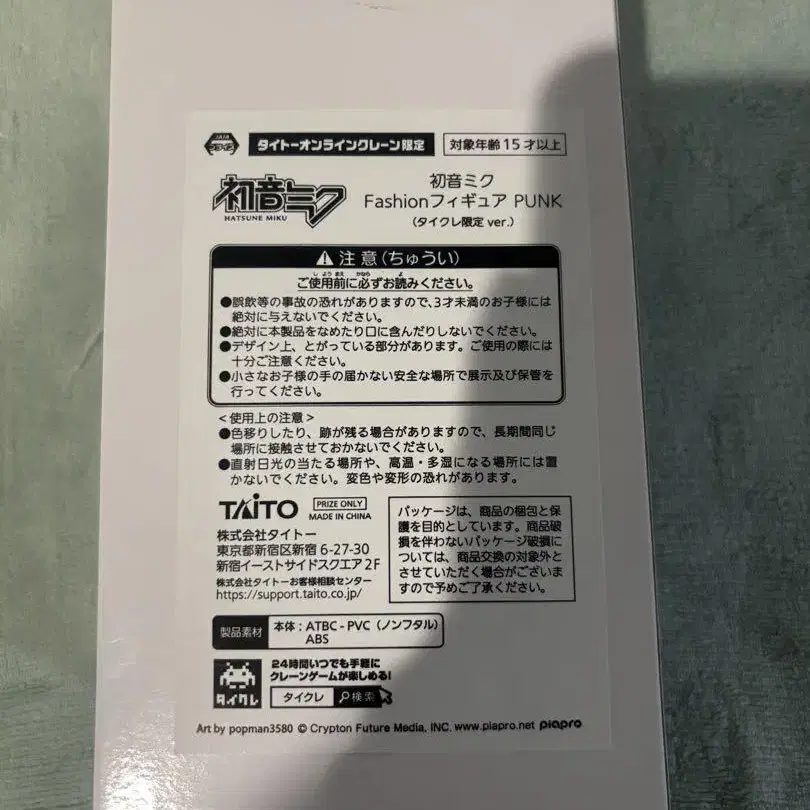 JAIA
プライズ
タイトーオンラインクレーン限定
対象年齢15才以上
初音ミク
HATSUNE MIKU
初音ミク
Fashionフィギュア PUNK
(タイクレ限定 ver.)
注意(ちゅうい)
しようまえ かなら よ
ご使用前に必ずお読みください。
●誤飲等の事故の恐れがありますので、3才未満のお子様には
絶対に与えないでください。
●絶対に本製品をなめたり口に含んだりしないでください。
●デザイン上、とがっている部分があります。ご使用の際には
十分ご注意ください。
●小さなお子様の手の届かない安全な場所で展示及び保管を
行ってください。
<使用上の注意>
●色移りしたり、跡が残る場合がありますので、長期間同じ
場所に接触させておかないでください。
●直射日光の当たる場所や、高温・多湿になる場所には置
かないでください。変色や変形の恐れがあります。
TAITO
PRIZE ONLY
MADE IN CHINA
株式会社タイトー
東京都新宿区新宿 6-27-30
新宿イーストサイドスクエア 2F
株式会社タイトーお客様相談センター
https://support.taito.co.jp/
パッケージは、商品の梱包と保
護を目的としています。商品破
損を伴わないパッケージ破損に
ついては、商品交換の対象外と
させていただく場合がございま
すので予めご了承ください。
製品素材
本体:ATBC-PVC(ノンフタル)
ABS
タイクレ
24時間いつでも手軽に
クレーンゲームが楽しめる!
タイクレ
検索
Art by popman3580 © Crypton Future Media, INC. www.piapro.net piapro